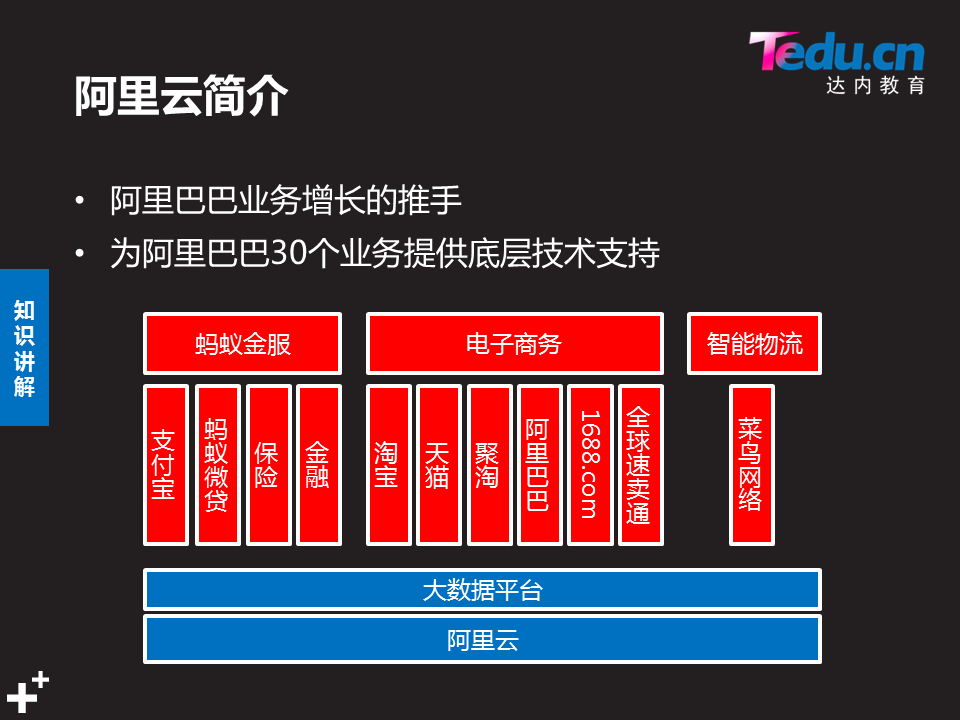 Tedu.cn
达内教育
阿里云简介
• 阿里巴巴业务增长的推手
• 为阿里巴巴30个业务提供底层技术支持
知识讲解
蚂蚁金服
电子商务
智能物流
支付宝
蚂蚁微贷
保险
金融
淘宝
天猫
聚淘
阿里巴巴
1688.com
全球速卖通
菜鸟网络
大数据平台
阿里云